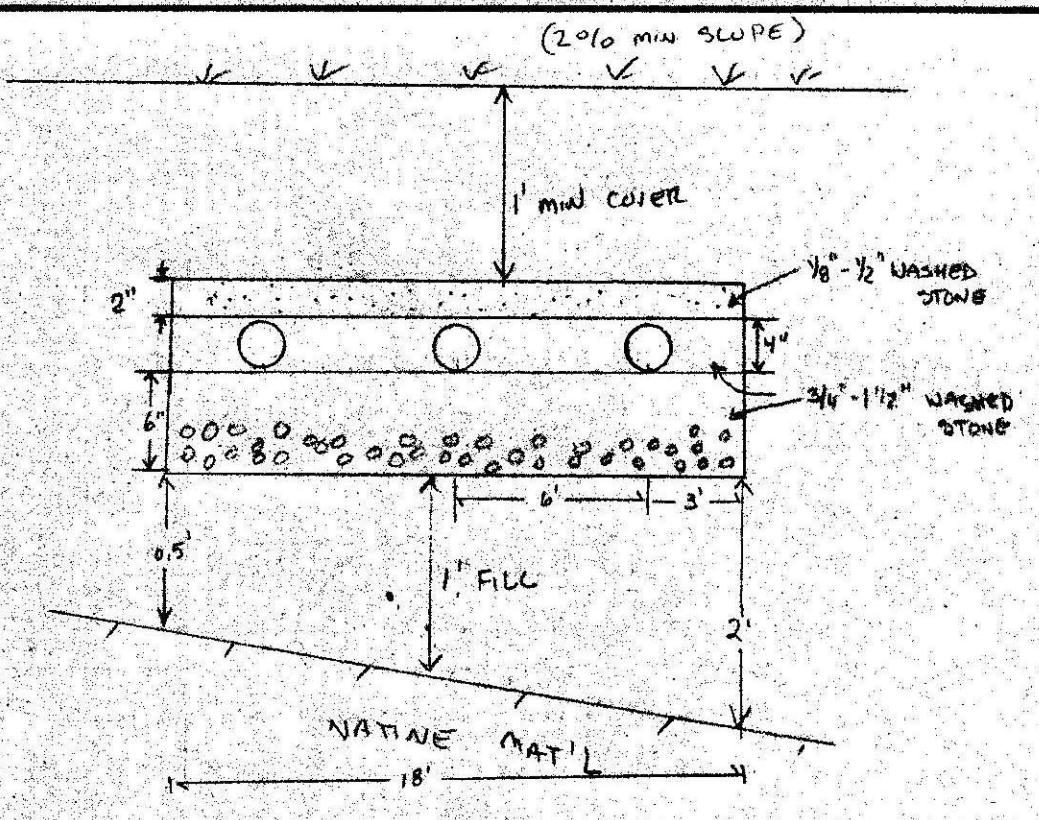 (2% MIN SLOPE)
1' MIN COVER
1/8" - 1/2" WASHED
STONE
2"
4"
3/4" - 1 1/2" WASHED
STONE
6"
6'
3'
0.5'
1" FILL
2'
NATIVE MAT'L
18'